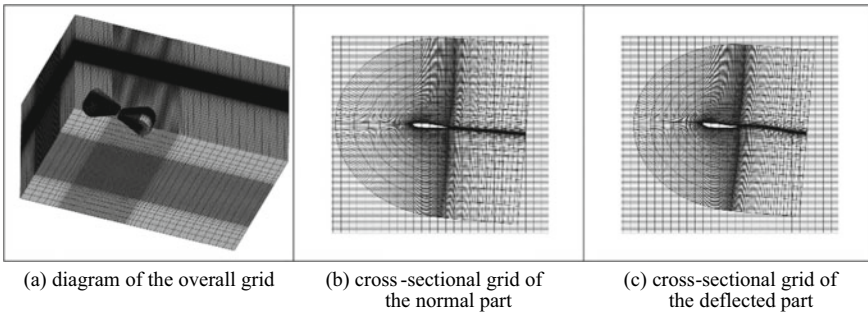 (a) diagram of the overall grid
(b) cross-sectional grid of
the normal part
(c) cross-sectional grid of
the deflected part